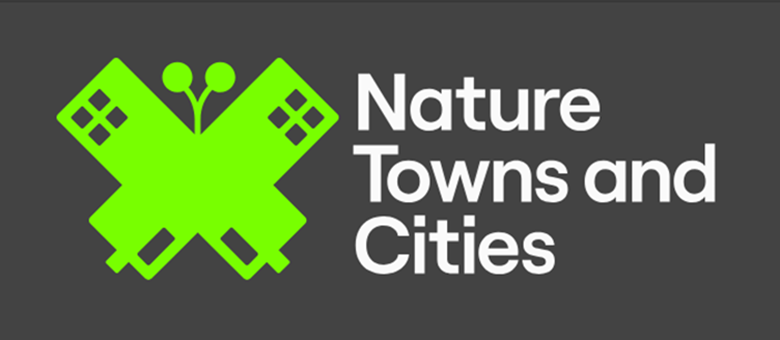 Nature
Towns and
Cities